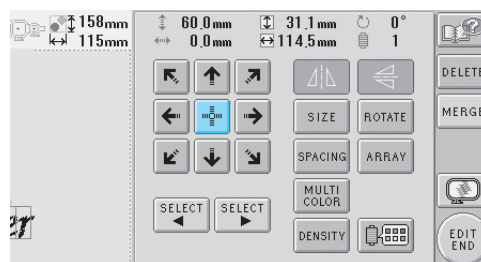 158mm 60.0mm 31.1mm 0°
115mm 0.0mm 114.5mm 1
DELETE
SIZE ROTATE MERGE
SPACING ARRAY
MULTI
COLOR
SELECT SELECT
DENSITY
EDIT
END